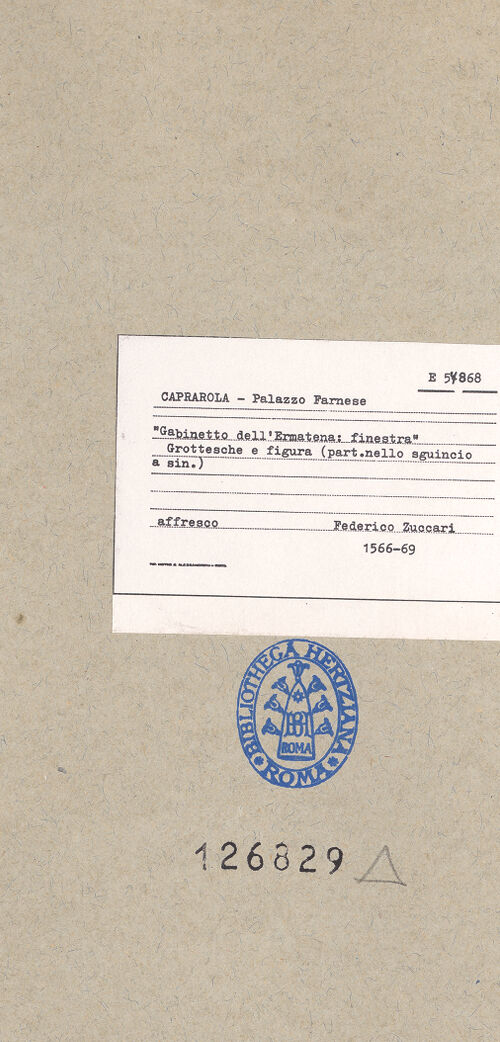 E 54868
CAPRAROLA - Palazzo Farnese
"Gabinetto dell'Ermatena: finestra"
Grottesche e figura (part.nello sguincio
a sin.)
affresco Federico Zuccari
1566-69
BIBLIOTHECA HERTZIANA
ROMA
ROMA
126829